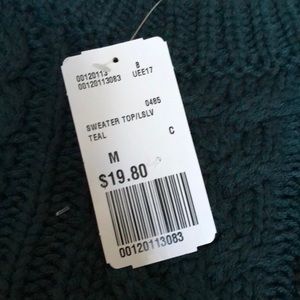 00120113 8
00120113083 UEE17
0485
SWEATER TOP/LSLV
TEAL C
M
$19.80
00120113083